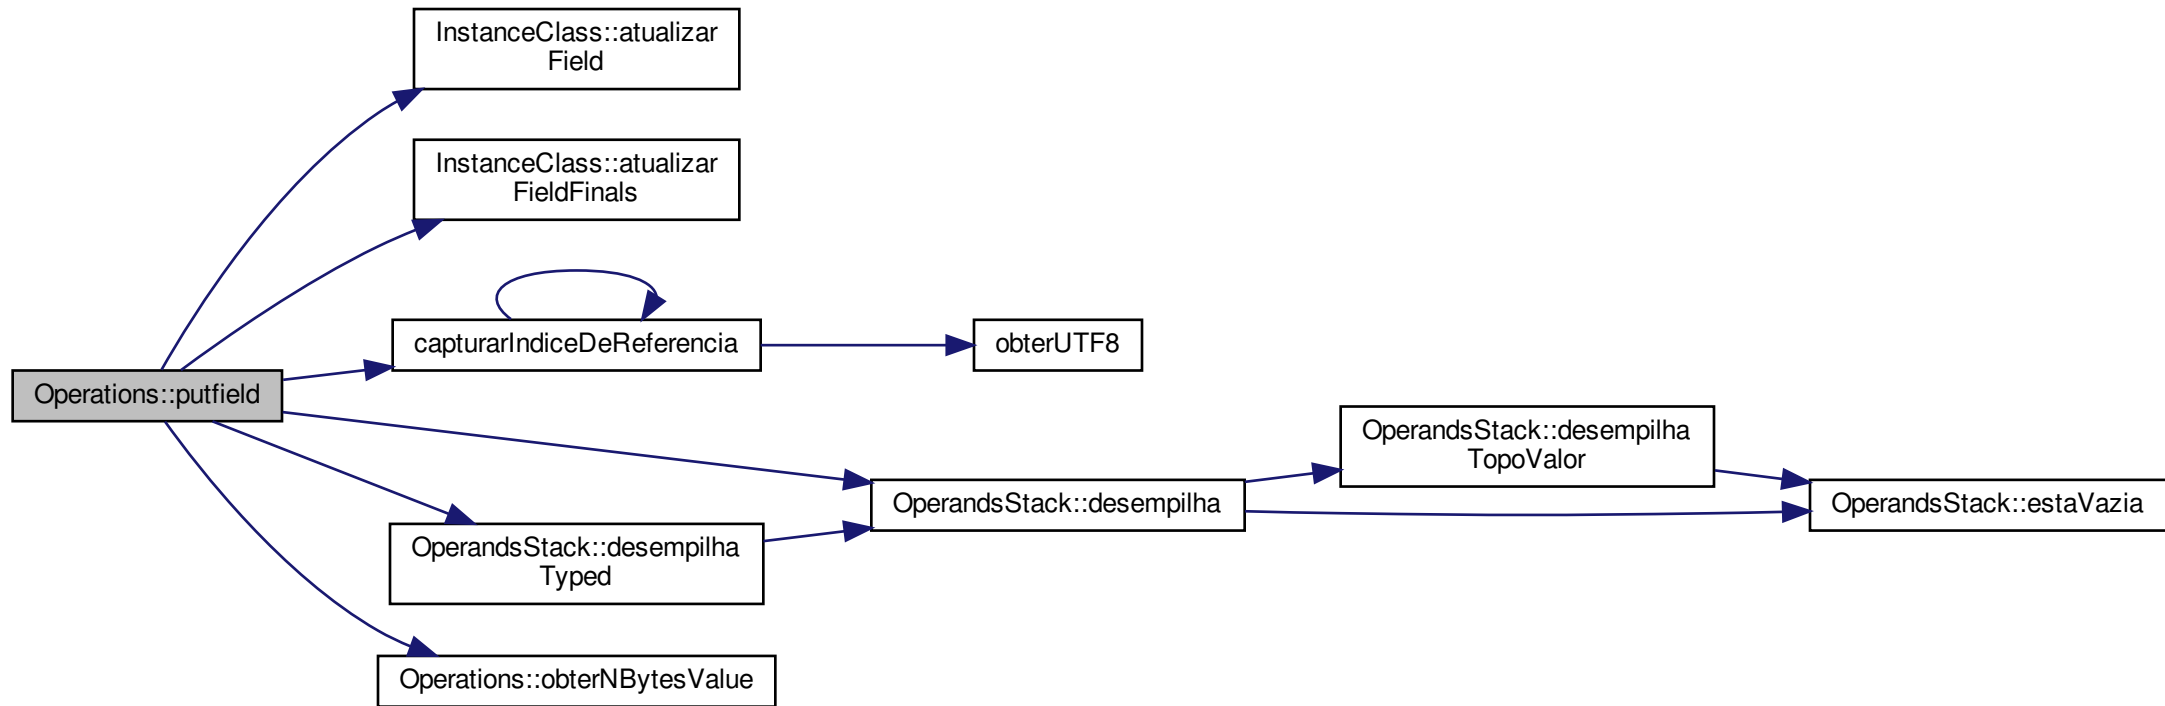 InstanceClass::atualizar
Field
InstanceClass::atualizar
FieldFinals
capturarIndiceDeReferencia
obterUTF8
Operations::putfield
OperandsStack::desempilha
TopoValor
OperandsStack::desempilha
OperandsStack::estaVazia
OperandsStack::desempilha
Typed
Operations::obterNBytesValue